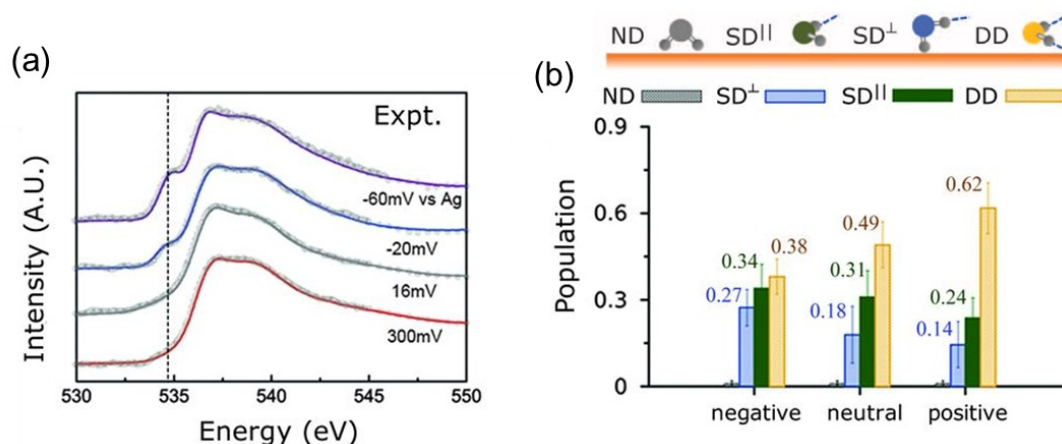 (a)
Expt.
-60mV vs Ag
-20mV
16mV
300mV
Intensity (A.U.)
530 535 540 545 550
Energy (eV)
(b)
ND SD|| SD⊥ DD
ND SD⊥ SD|| DD
0.9
0.6
0.3
0
Population
0.27 0.34 0.38
0.18 0.31 0.49
0.14 0.24 0.62
negative neutral positive